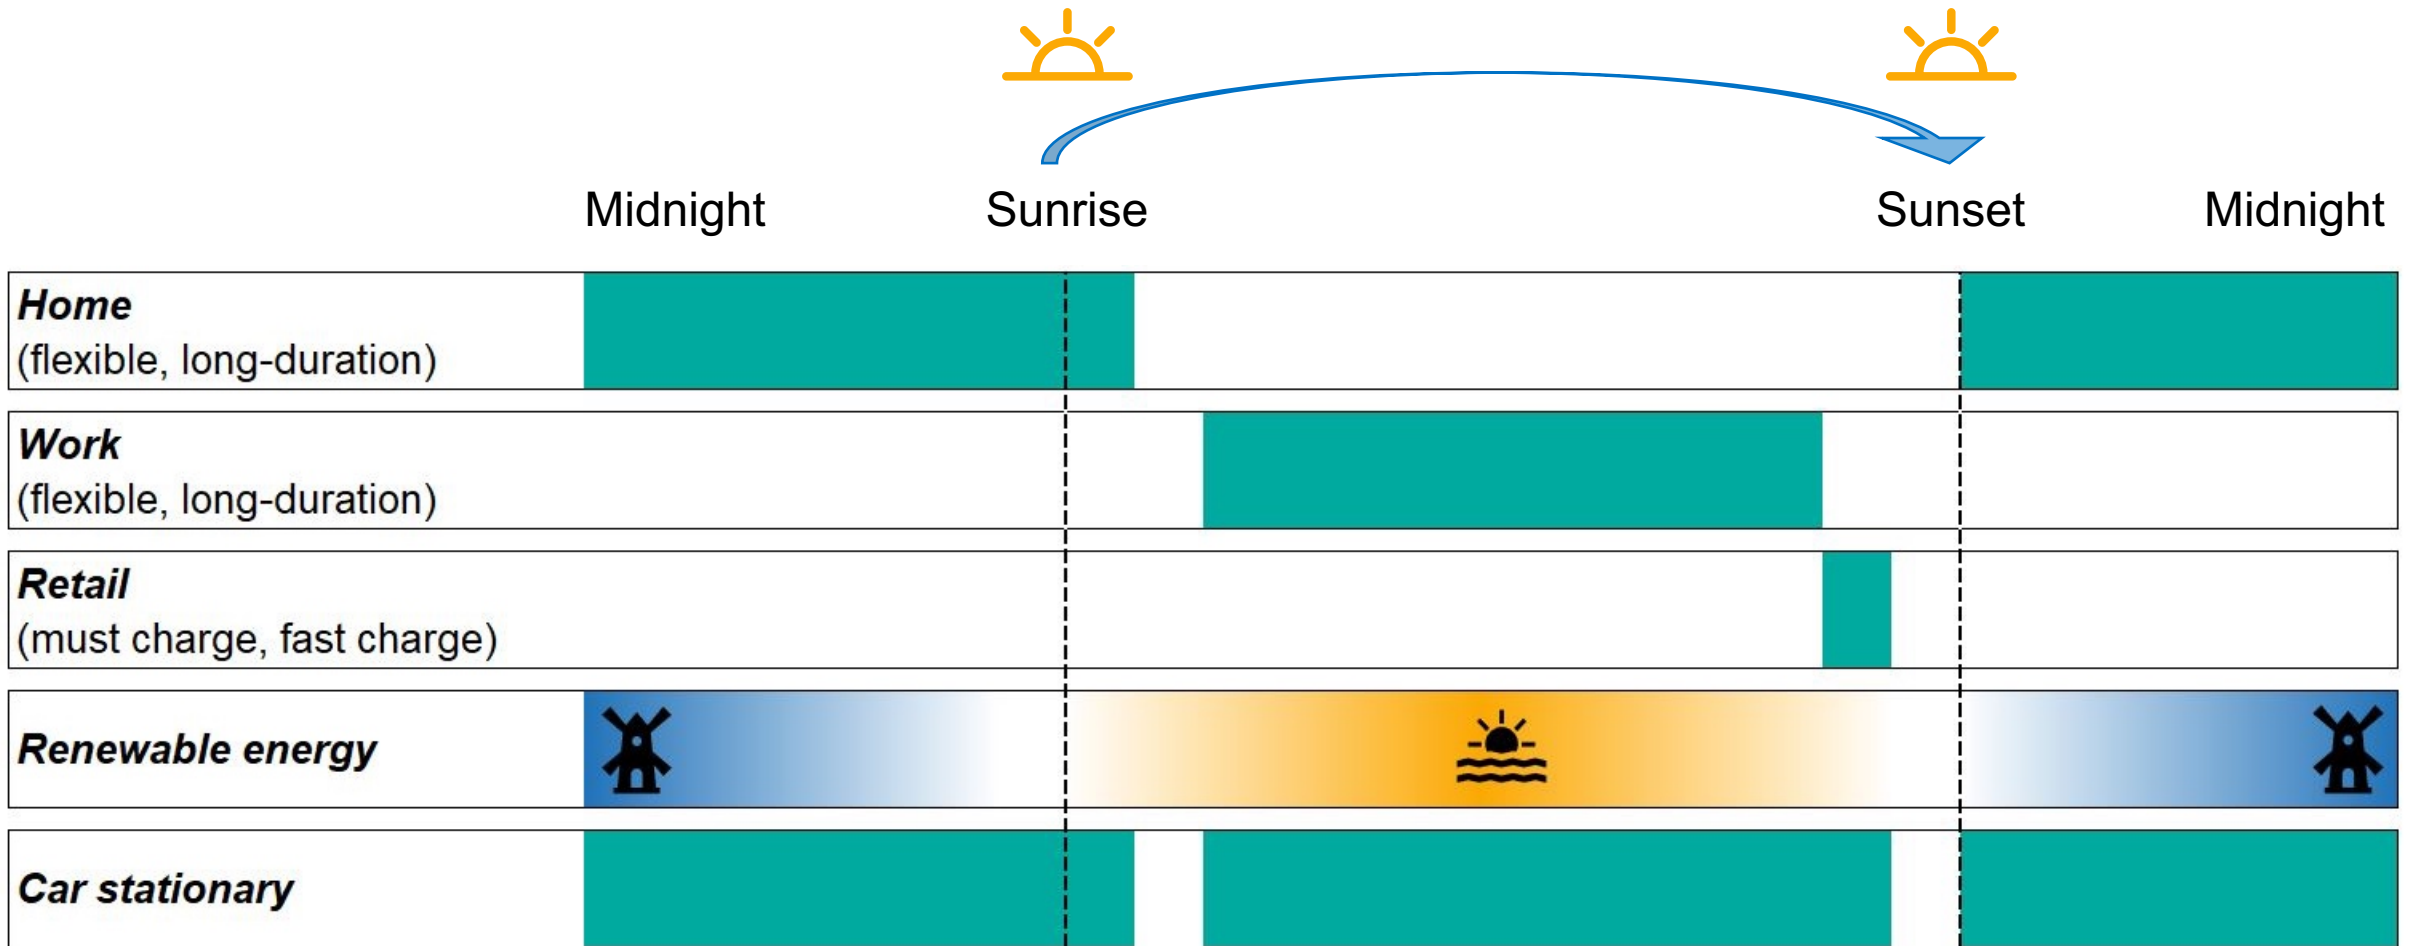 Midnight Sunrise Sunset Midnight
Home
(flexible, long-duration)
Work
(flexible, long-duration)
Retail
(must charge, fast charge)
Renewable energy
Car stationary